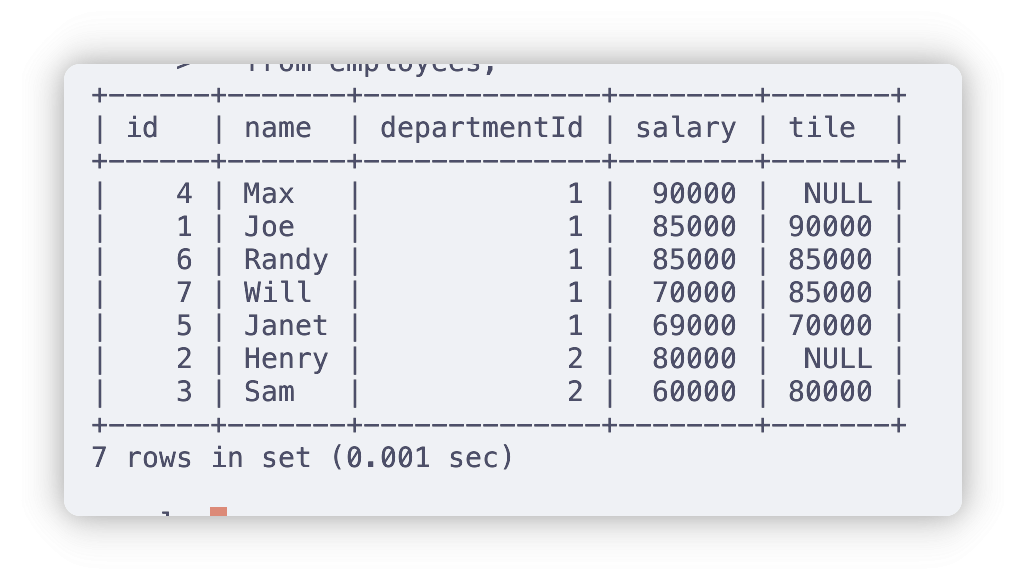 > from employees;
+------+-------+--------------+--------+-------+
| id   | name  | departmentId | salary | tile  |
+------+-------+--------------+--------+-------+
|    4 | Max   |            1 |  90000 |  NULL |
|    1 | Joe   |            1 |  85000 | 90000 |
|    6 | Randy |            1 |  85000 | 85000 |
|    7 | Will  |            1 |  70000 | 85000 |
|    5 | Janet |            1 |  69000 | 70000 |
|    2 | Henry |            2 |  80000 |  NULL |
|    3 | Sam   |            2 |  60000 | 80000 |
+------+-------+--------------+--------+-------+
7 rows in set (0.001 sec)